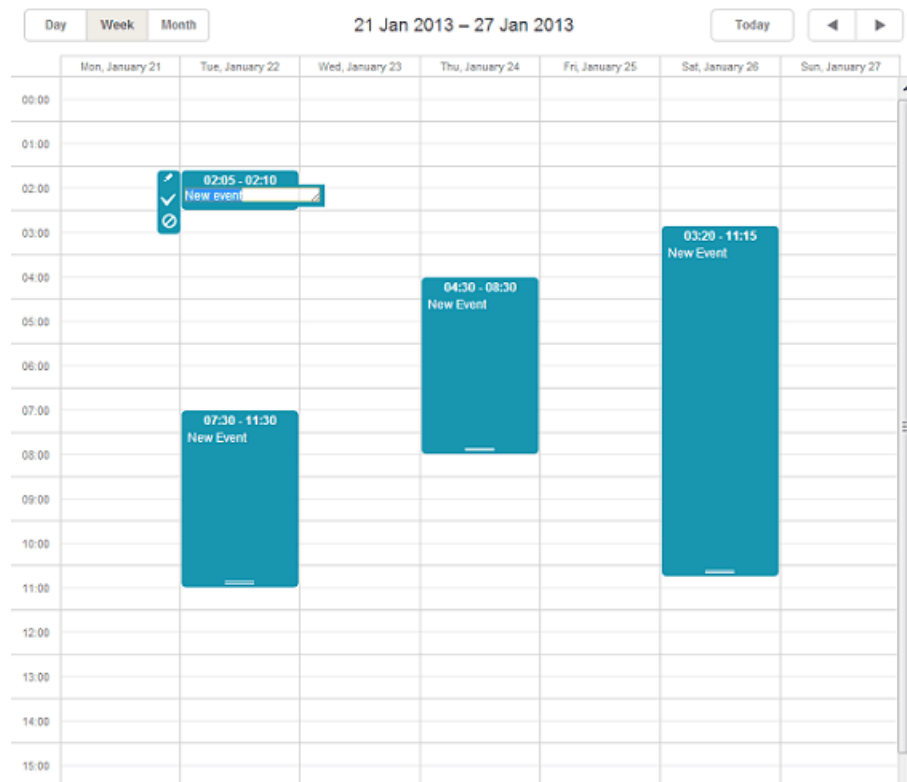 Day Week Month 21 Jan 2013 – 27 Jan 2013 Today
Mon, January 21 Tue, January 22 Wed, January 23 Thu, January 24 Fri, January 25 Sat, January 26 Sun, January 27
00:00
01:00
02:05 - 02:10
02:00
New event
03:00
03:20 - 11:15
New Event
04:00
04:30 - 08:30
New Event
05:00
06:00
07:00
07:30 - 11:30
New Event
08:00
09:00
10:00
11:00
12:00
13:00
14:00
15:00